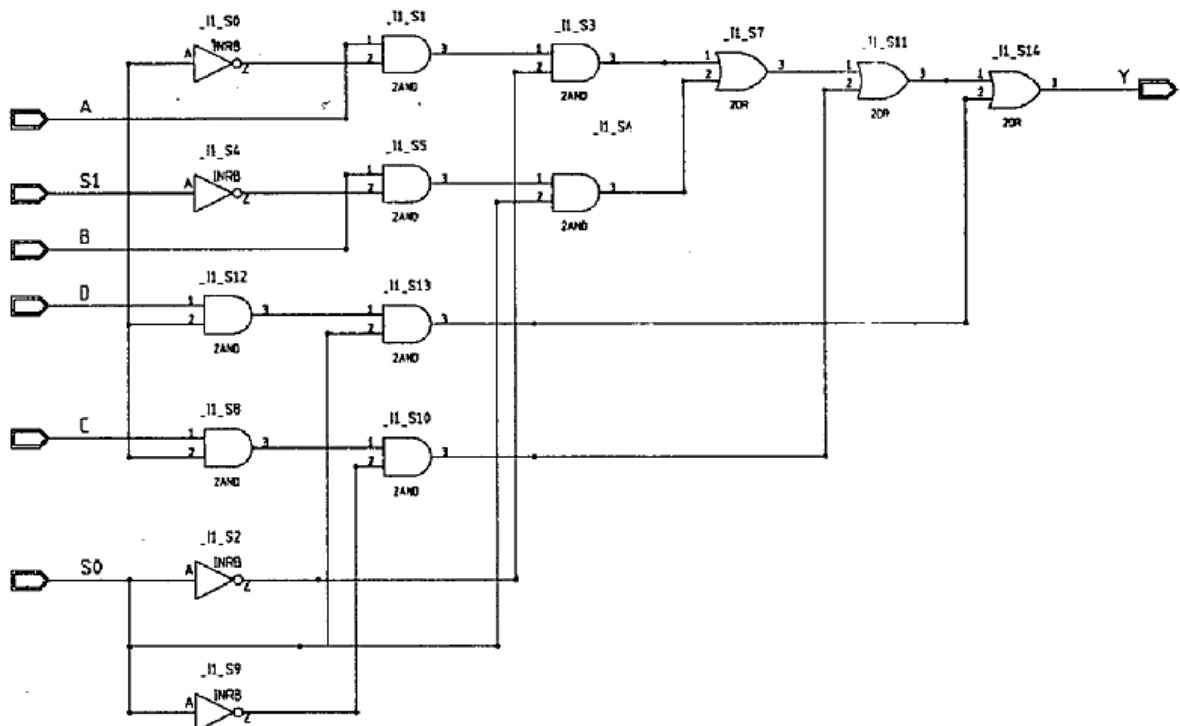 _I1_S0
A INRB Z
_I1_S1
1 2 3
2AND
_I1_S3
1 2 3
2AND
_I1_S7
1 2 3
2OR
_I1_S11
1 2 3
2OR
_I1_S14
1 2 3
2OR
Y
A
_I1_S4
A INRB Z
_I1_S5
1 2 3
2AND
_I1_S6
1 2 3
2AND
S1
B
D
_I1_S12
1 2 3
2AND
_I1_S13
1 2 3
2AND
C
_I1_S8
1 2 3
2AND
_I1_S10
1 2 3
2AND
S0
_I1_S2
A INRB Z
_I1_S9
A INRB Z